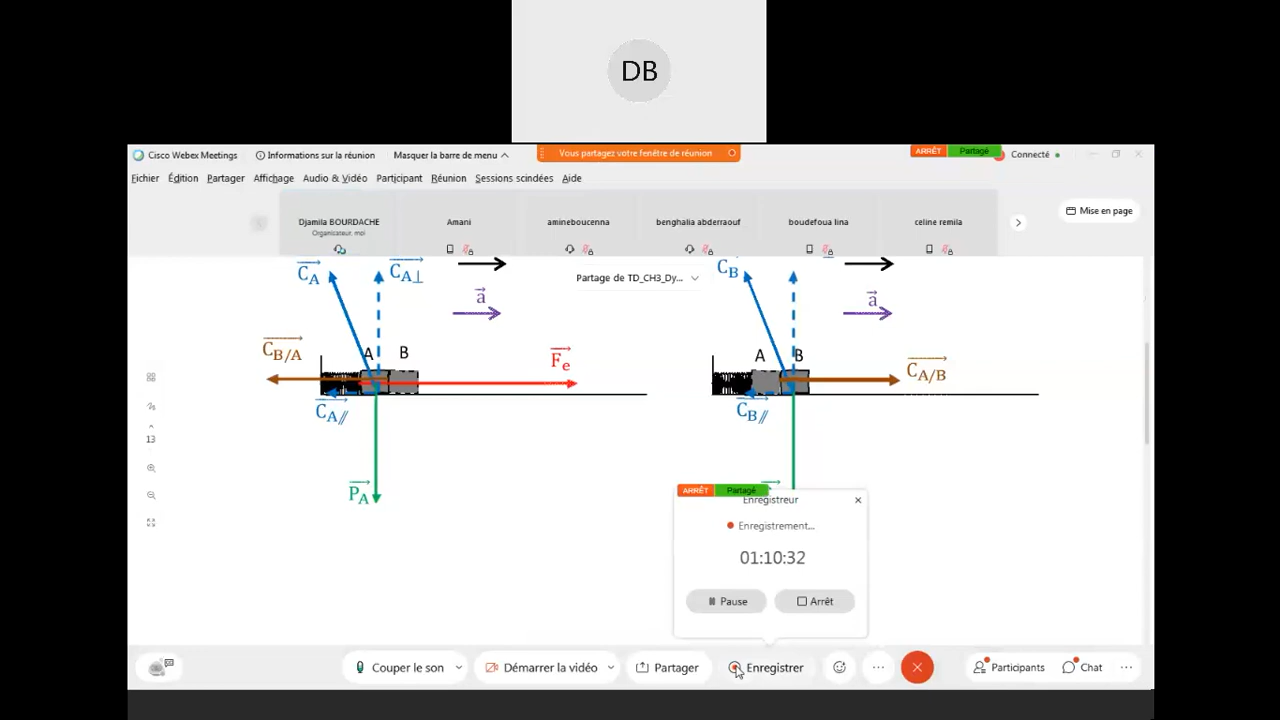 DB
Cisco Webex Meetings
Informations sur la réunion
Masquer la barre de menu
Vous partagez votre fenêtre de réunion
ARRÊT
Partagé
Connecté
Fichier Édition Partager Affichage Audio & Vidéo Participant Réunion Sessions scindées Aide
Djamila BOURDACHE
Organisateur, moi
Amani
amineboucenna
benghalia abderraouf
boudefoua lina
celine remila
Mise en page
Partage de TD_CH3_Dy...
C_A
C_A⊥
a
C_B/A
A
B
F_e
C_A//
P_A
C_B
a
A
B
C_A/B
C_B//
13
ARRÊT
Partagé
Enregistreur
Enregistrement...
01:10:32
Pause
Arrêt
Couper le son
Démarrer la vidéo
Partager
Enregistrer
Participants
Chat